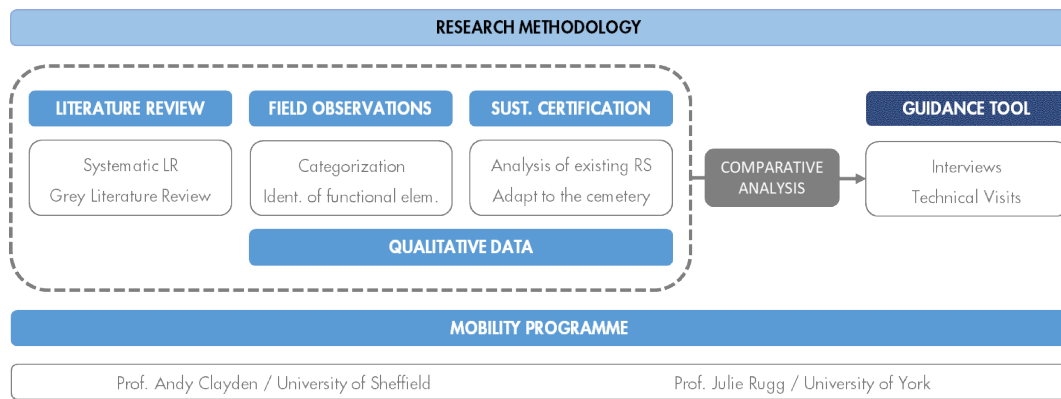 RESEARCH METHODOLOGY
LITERATURE REVIEW
Systematic LR
Grey Literature Review
FIELD OBSERVATIONS
Categorization
Ident. of functional elem.
SUST. CERTIFICATION
Analysis of existing RS
Adapt to the cemetery
QUALITATIVE DATA
COMPARATIVE
ANALYSIS
GUIDANCE TOOL
Interviews
Technical Visits
MOBILITY PROGRAMME
Prof. Andy Clayden / University of Sheffield
Prof. Julie Rugg / University of York